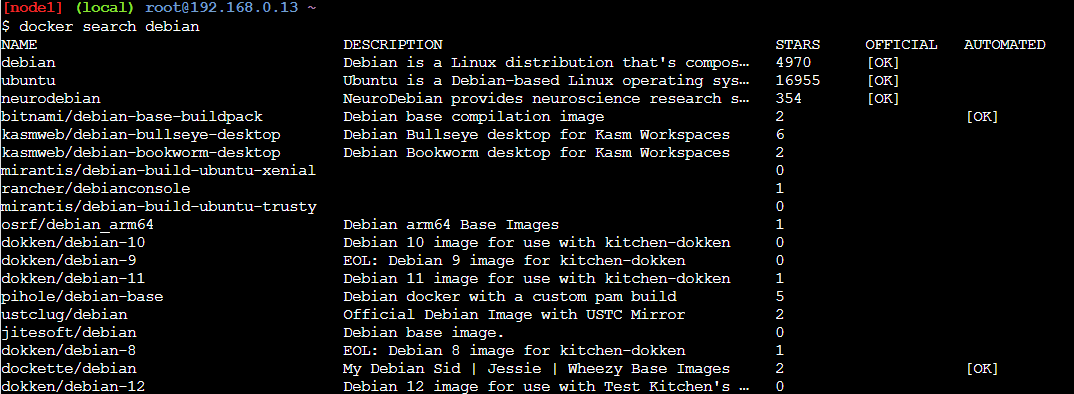 [node1] (local) root@192.168.0.13 ~
$ docker search debian
NAME DESCRIPTION STARS OFFICIAL AUTOMATED
debian Debian is a Linux distribution that's compos… 4970 [OK]
ubuntu Ubuntu is a Debian-based Linux operating sys… 16955 [OK]
neurodebian NeuroDebian provides neuroscience research s… 354 [OK]
bitnami/debian-base-buildpack Debian base compilation image 2 [OK]
kasmweb/debian-bullseye-desktop Debian Bullseye desktop for Kasm Workspaces 6
kasmweb/debian-bookworm-desktop Debian Bookworm desktop for Kasm Workspaces 2
mirantis/debian-build-ubuntu-xenial 0
rancher/debianconsole 1
mirantis/debian-build-ubuntu-trusty 0
osrf/debian_arm64 Debian arm64 Base Images 1
dokken/debian-10 Debian 10 image for use with kitchen-dokken 0
dokken/debian-9 EOL: Debian 9 image for kitchen-dokken 0
dokken/debian-11 Debian 11 image for use with kitchen-dokken 1
pihole/debian-base Debian docker with a custom pam build 5
ustclug/debian Official Debian Image with USTC Mirror 2
jitesoft/debian Debian base image. 0
dokken/debian-8 EOL: Debian 8 image for kitchen-dokken 1
dockette/debian My Debian Sid | Jessie | Wheezy Base Images 2 [OK]
dokken/debian-12 Debian 12 image for use with Test Kitchen's … 0